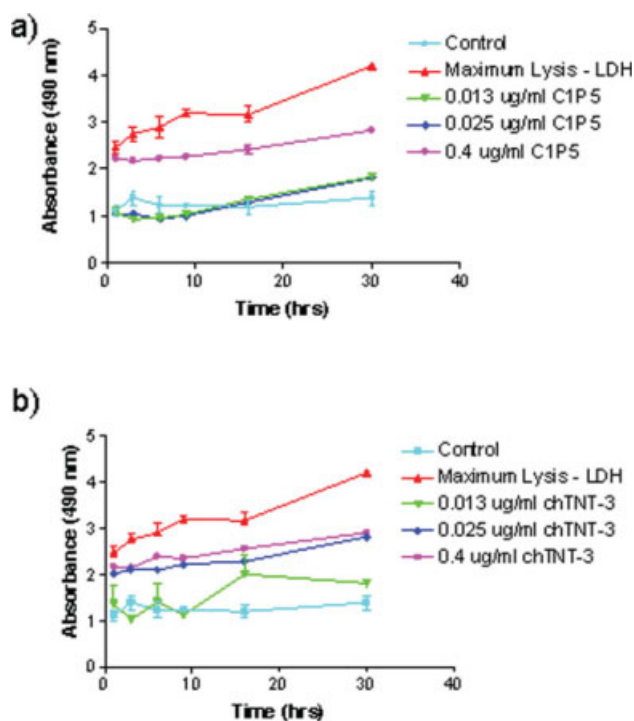 a)
Absorbance (490 nm)
5
4
3
2
1
0
0
10
20
30
40
Time (hrs)
Control
Maximum Lysis - LDH
0.013 ug/ml C1P5
0.025 ug/ml C1P5
0.4 ug/ml C1P5
b)
Absorbance (490 nm)
5
4
3
2
1
0
0
10
20
30
40
Time (hrs)
Control
Maximum Lysis - LDH
0.013 ug/ml chTNT-3
0.025 ug/ml chTNT-3
0.4 ug/ml chTNT-3